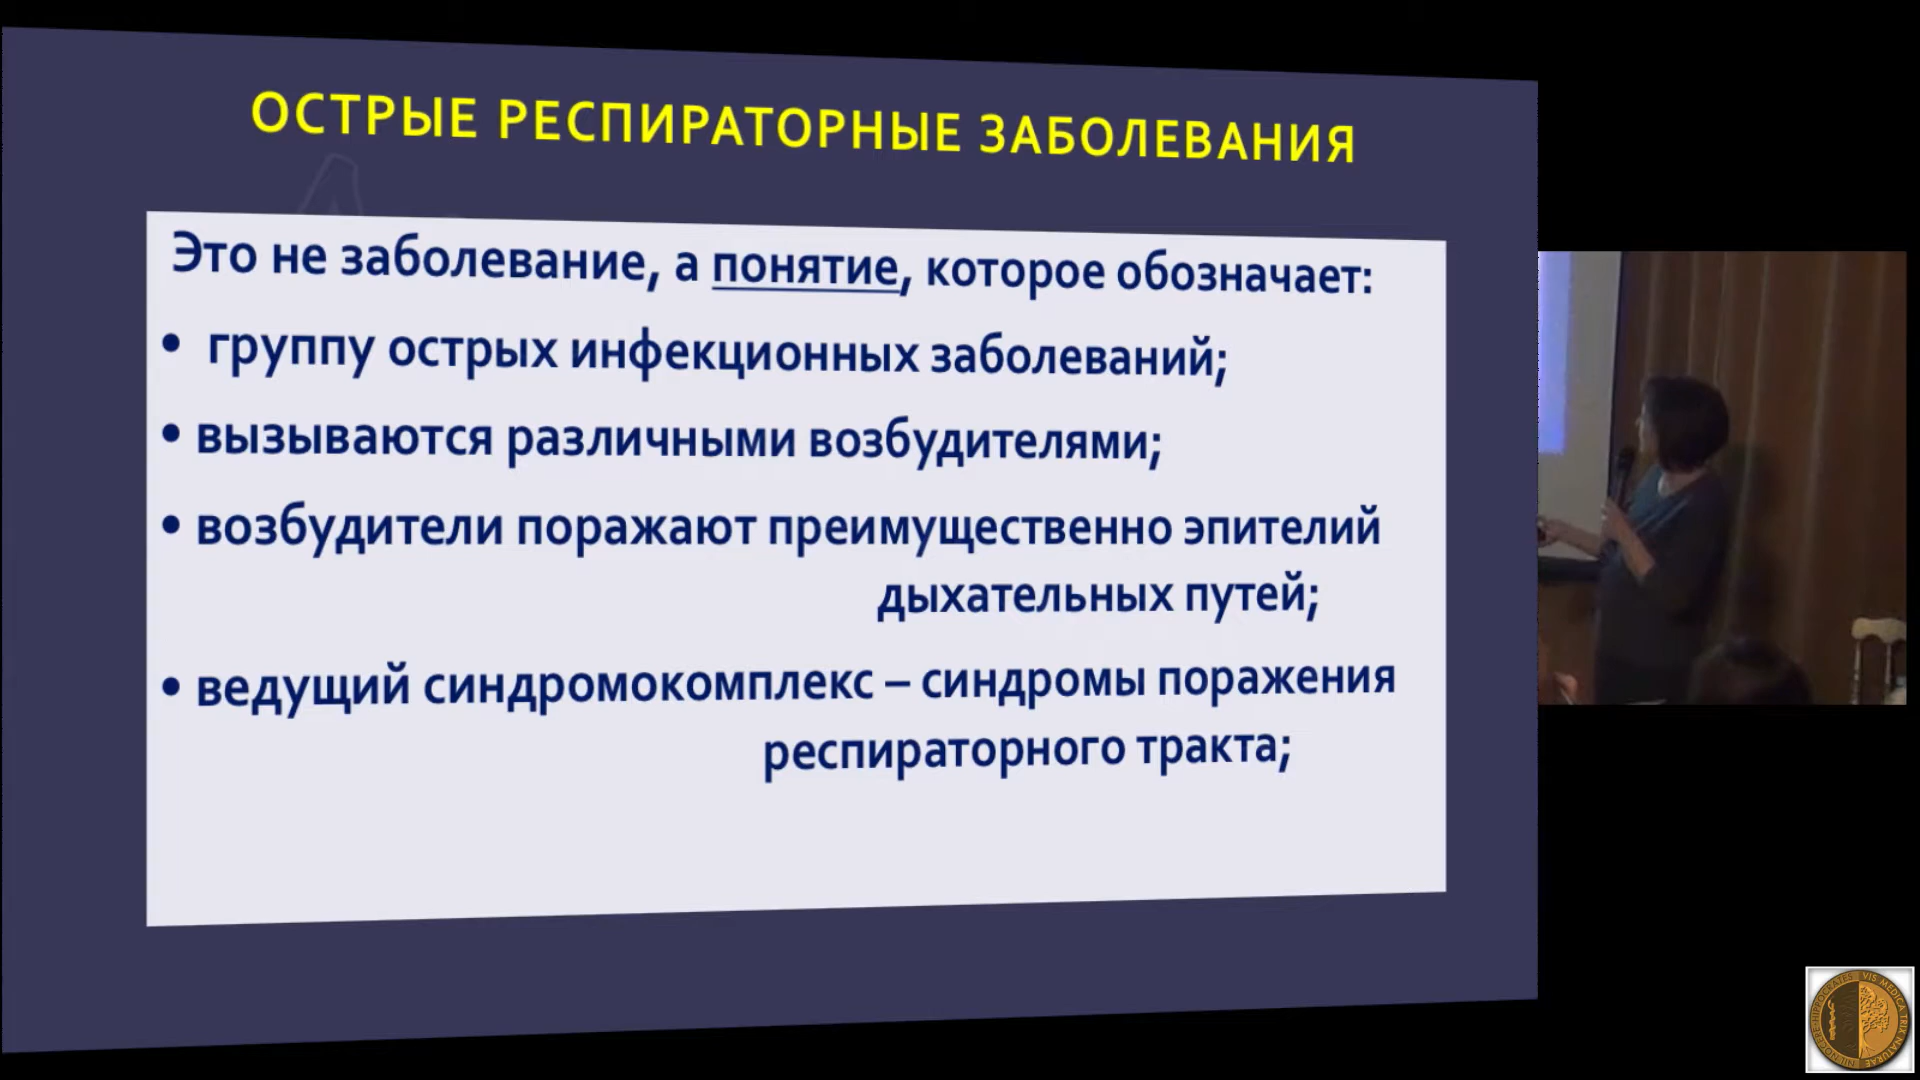 ОСТРЫЕ РЕСПИРАТОРНЫЕ ЗАБОЛЕВАНИЯ
Это не заболевание, а понятие, которое обозначает:
• группу острых инфекционных заболеваний;
• вызываются различными возбудителями;
• возбудители поражают преимущественно эпителий
дыхательных путей;
• ведущий синдромокомплекс – синдромы поражения
респираторного тракта;